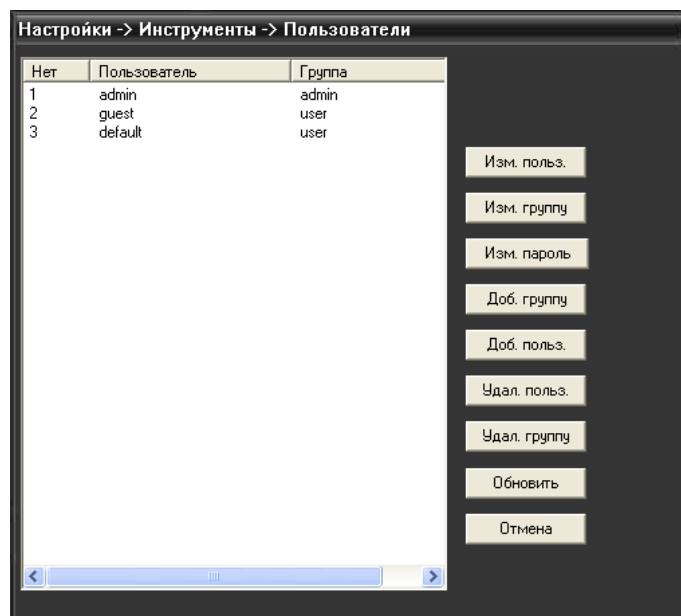 Настройки -> Инструменты -> Пользователи
Нет Пользователь Группа
1 admin admin
2 guest user
3 default user
Изм. польз.
Изм. группу
Изм. пароль
Доб. группу
Доб. польз.
Удал. польз.
Удал. группу
Обновить
Отмена